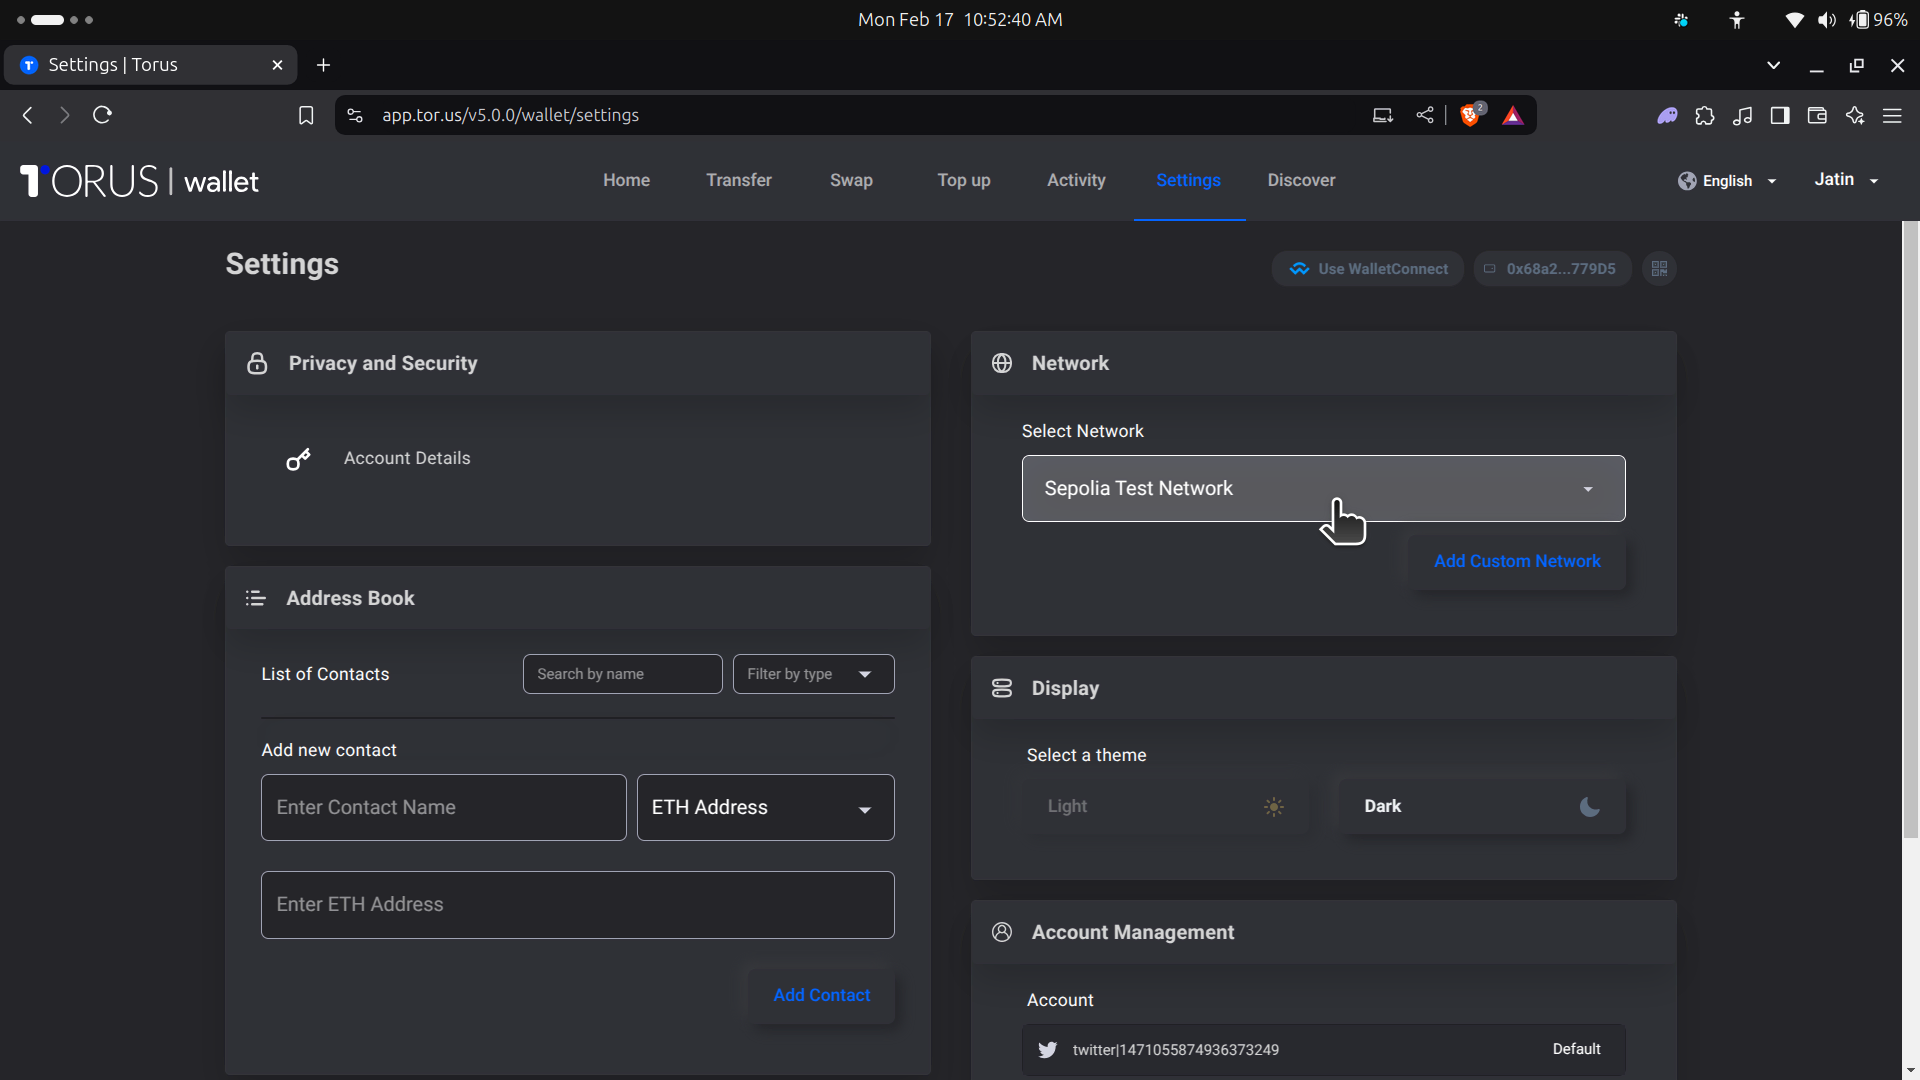 Mon Feb 17 10:52:40 AM
96%
Settings | Torus
app.tor.us/v5.0.0/wallet/settings
2
TORUS | wallet
Home
Transfer
Swap
Top up
Activity
Settings
Discover
English
Jatin
Settings
Use WalletConnect
0x68a2...779D5
Privacy and Security
Account Details
Network
Select Network
Sepolia Test Network
Add Custom Network
Address Book
List of Contacts
Search by name
Filter by type
Add new contact
Enter Contact Name
ETH Address
Enter ETH Address
Add Contact
Display
Select a theme
Light
Dark
Account Management
Account
twitter|1471055874936373249
Default